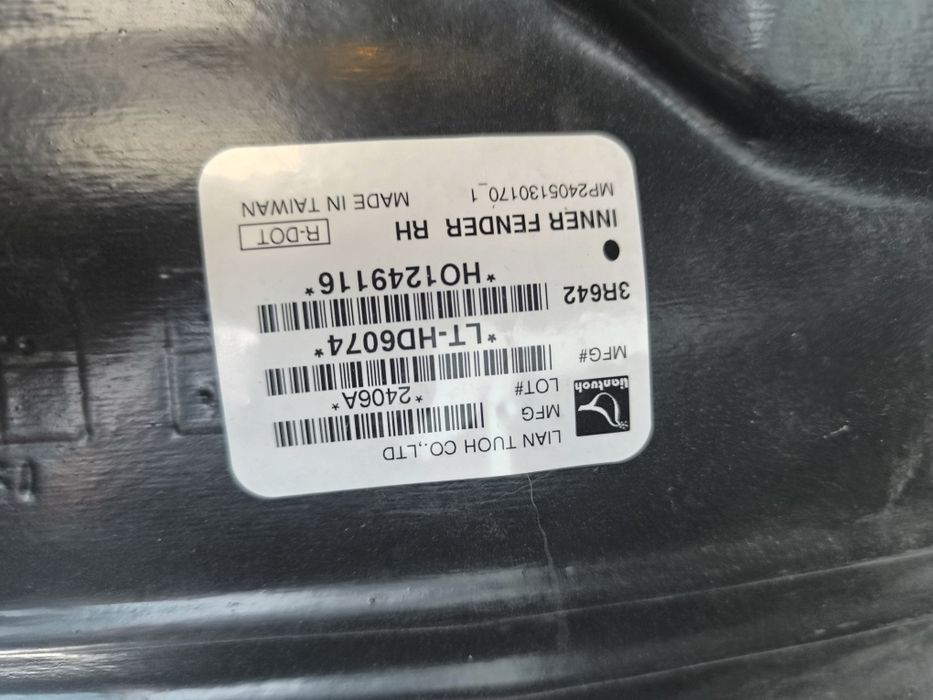 LIAN TUOH CO.,LTD
MFG
LOT#
*2406A*
liantuoh
MFG#
*LT-HD6074*
3R642
*HO1249116*
INNER FENDER RH
R-DOT
MP2405130170_1
MADE IN TAIWAN